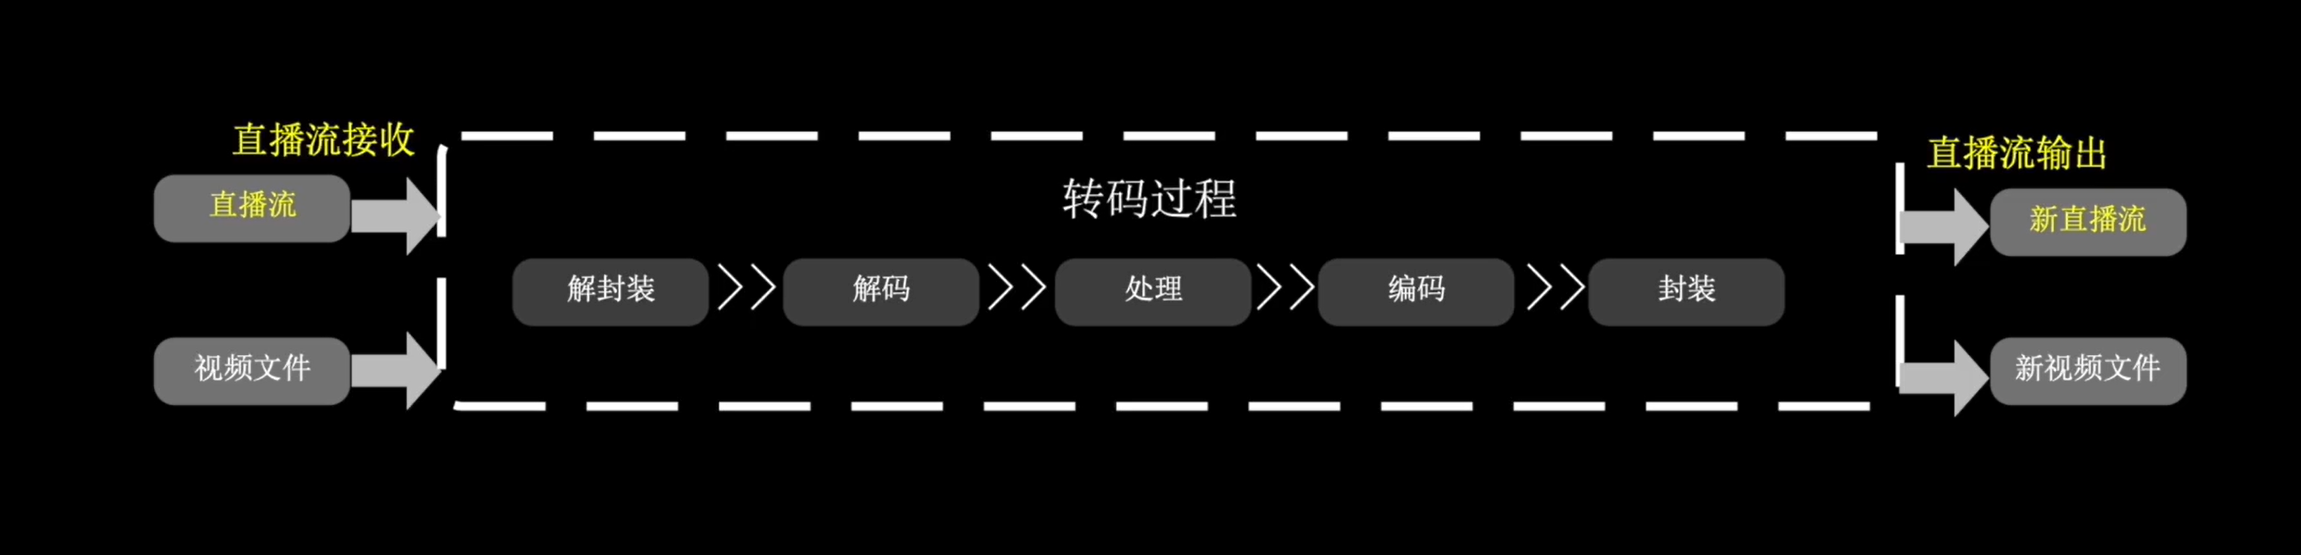 直播流接收
直播流
视频文件
转码过程
解封装
解码
处理
编码
封装
直播流输出
新直播流
新视频文件